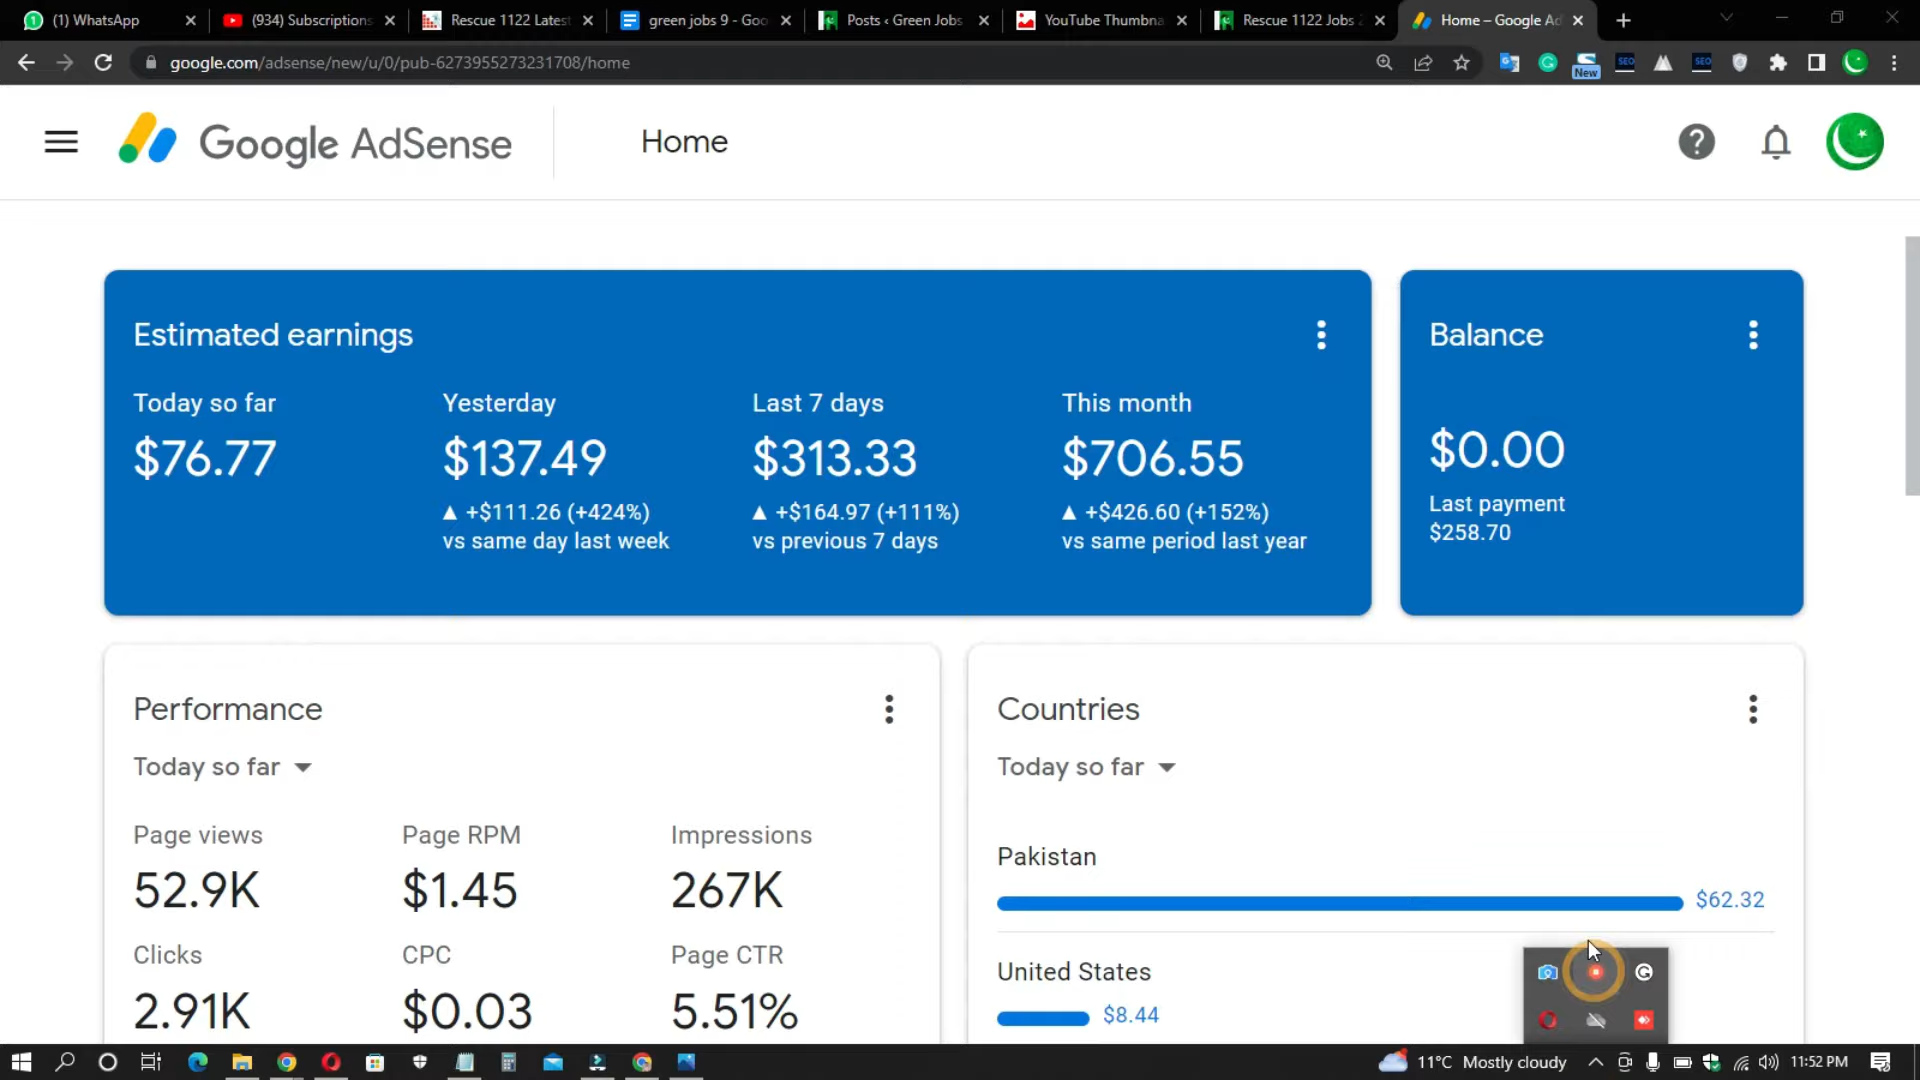 (1) WhatsApp
(934) Subscriptions
Rescue 1122 Latest
green jobs 9 - Goo
Posts ‹ Green Jobs
YouTube Thumbna
Rescue 1122 Jobs 2
Home – Google Ad
google.com/adsense/new/u/0/pub-6273955273231708/home
SEO
SEO
New
Google AdSense
Home
Estimated earnings
Today so far
$76.77
Yesterday
$137.49
▲ +$111.26 (+424%)
vs same day last week
Last 7 days
$313.33
▲ +$164.97 (+111%)
vs previous 7 days
This month
$706.55
▲ +$426.60 (+152%)
vs same period last year
Balance
$0.00
Last payment
$258.70
Performance
Today so far
Page views
52.9K
Page RPM
$1.45
Impressions
267K
Clicks
2.91K
CPC
$0.03
Page CTR
5.51%
Countries
Today so far
Pakistan
$62.32
United States
$8.44
11°C Mostly cloudy
11:52 PM